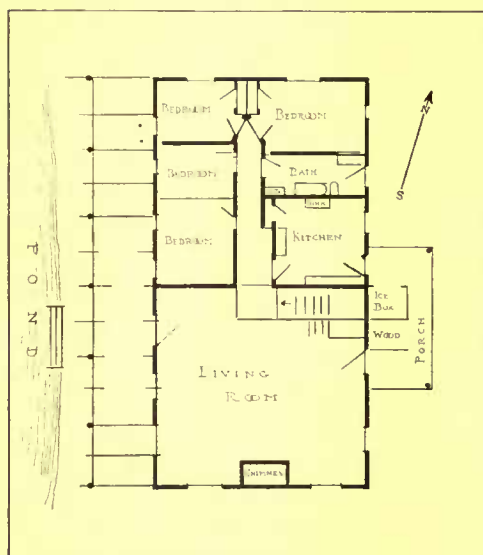 BEDROOM
BEDROOM
N
S
BEDROOM
BATH
SINK
BEDROOM
KITCHEN
POND
ICE
BOX
WOOD
PORCH
LIVING
ROOM
CHIMNEY